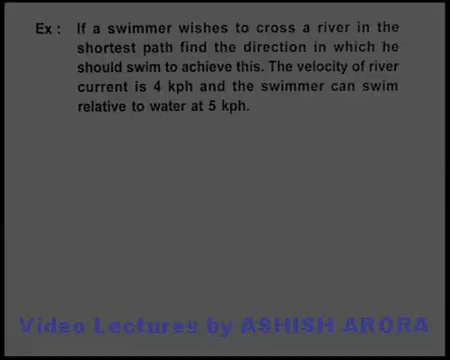 Ex : If a swimmer wishes to cross a river in the
shortest path find the direction in which he
should swim to achieve this. The velocity of river
current is 4 kph and the swimmer can swim
relative to water at 5 kph.
Video Lectures by ASHISH ARORA